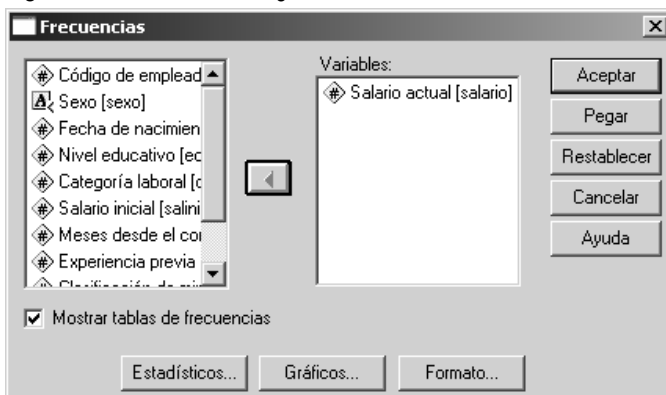 Frecuencias
Código de emplead
Sexo [sexo]
Fecha de nacimien
Nivel educativo [ec
Categoría laboral [c
Salario inicial [salini
Meses desde el cor
Experiencia previa
Variables:
Salario actual [salario]
Aceptar
Pegar
Restablecer
Cancelar
Ayuda
Mostrar tablas de frecuencias
Estadísticos...
Gráficos...
Formato...